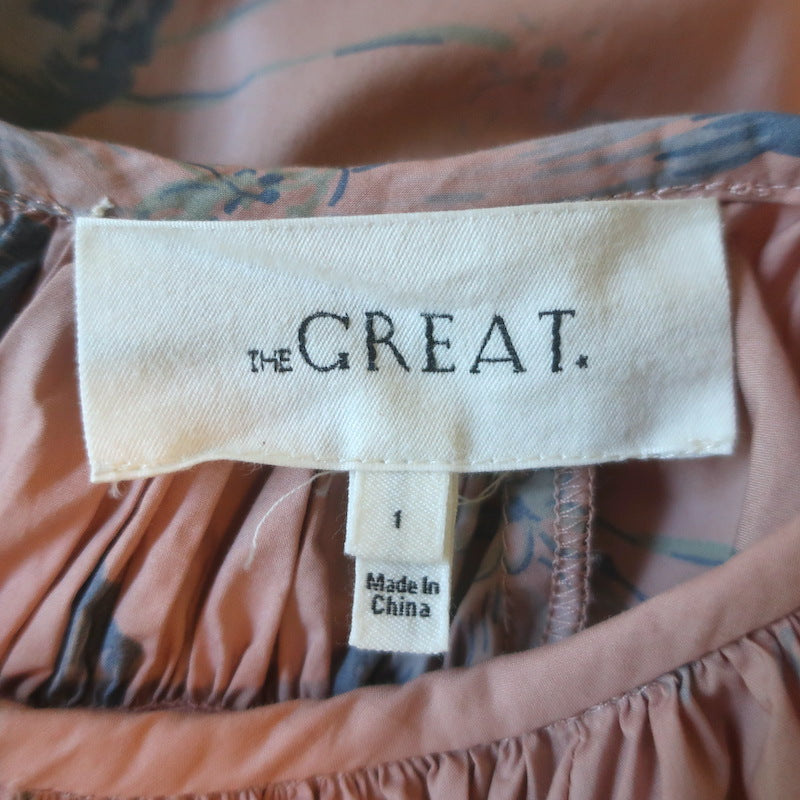 THE GREAT.
1
Made In
China